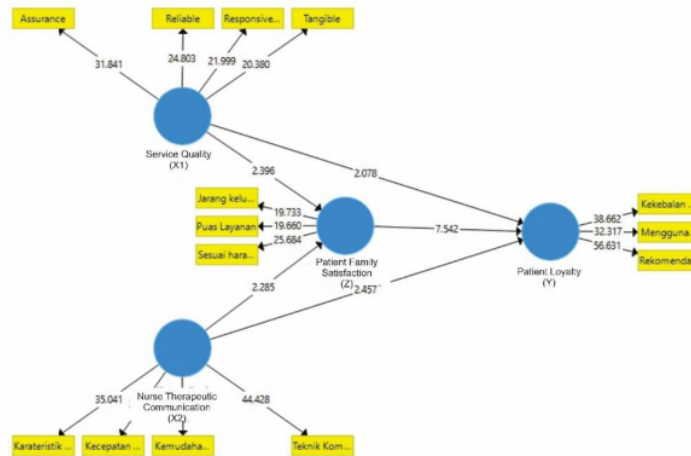 Assurance
Reliable
Responsive...
Tangible
31.841
24.803
21.999
20.380
Service Quality
(X1)
2.396
2.078
Jarang kelu...
Puas Layanan
Sesuai hara...
19.733
19.660
25.684
7.542
Patient Family
Satisfaction
(Z)
Patient Loyalty
(Y)
38.662
32.317
56.631
Kekebalan ...
Mengguna...
Rekomenda
2.285
2.457
Nurse Therapeutic
Communication
(X2)
35.041
44.428
Karateristik ...
Kecepatan ...
Kemudaha...
Teknik Kom...